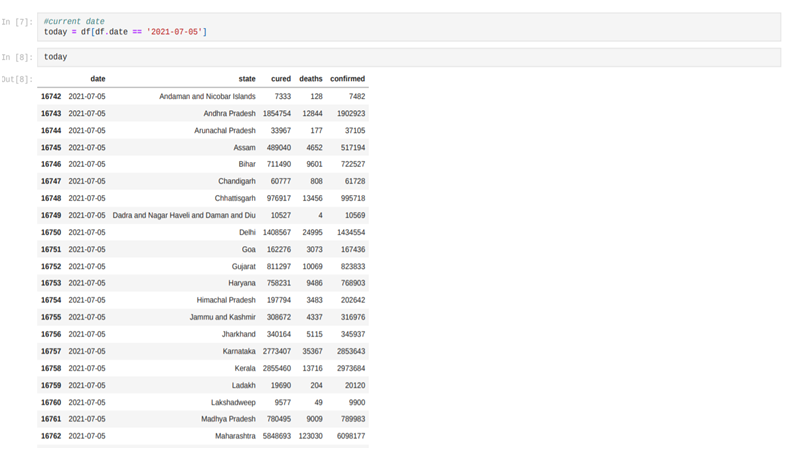 In [7]: #current date
today = df[df.date == '2021-07-05']
In [8]: today
Out[8]:
date state cured deaths confirmed
16742 2021-07-05 Andaman and Nicobar Islands 7333 128 7482
16743 2021-07-05 Andhra Pradesh 1854754 12844 1902923
16744 2021-07-05 Arunachal Pradesh 33967 177 37105
16745 2021-07-05 Assam 489040 4652 517194
16746 2021-07-05 Bihar 711490 9601 722527
16747 2021-07-05 Chandigarh 60777 808 61728
16748 2021-07-05 Chhattisgarh 976917 13456 995718
16749 2021-07-05 Dadra and Nagar Haveli and Daman and Diu 10527 4 10569
16750 2021-07-05 Delhi 1408567 24995 1434554
16751 2021-07-05 Goa 162276 3073 167436
16752 2021-07-05 Gujarat 811297 10069 823833
16753 2021-07-05 Haryana 758231 9486 768903
16754 2021-07-05 Himachal Pradesh 197794 3483 202642
16755 2021-07-05 Jammu and Kashmir 308672 4337 316976
16756 2021-07-05 Jharkhand 340164 5115 345937
16757 2021-07-05 Karnataka 2773407 35367 2853643
16758 2021-07-05 Kerala 2855460 13716 2973684
16759 2021-07-05 Ladakh 19690 204 20120
16760 2021-07-05 Lakshadweep 9577 49 9900
16761 2021-07-05 Madhya Pradesh 780495 9009 789983
16762 2021-07-05 Maharashtra 5848693 123030 6098177